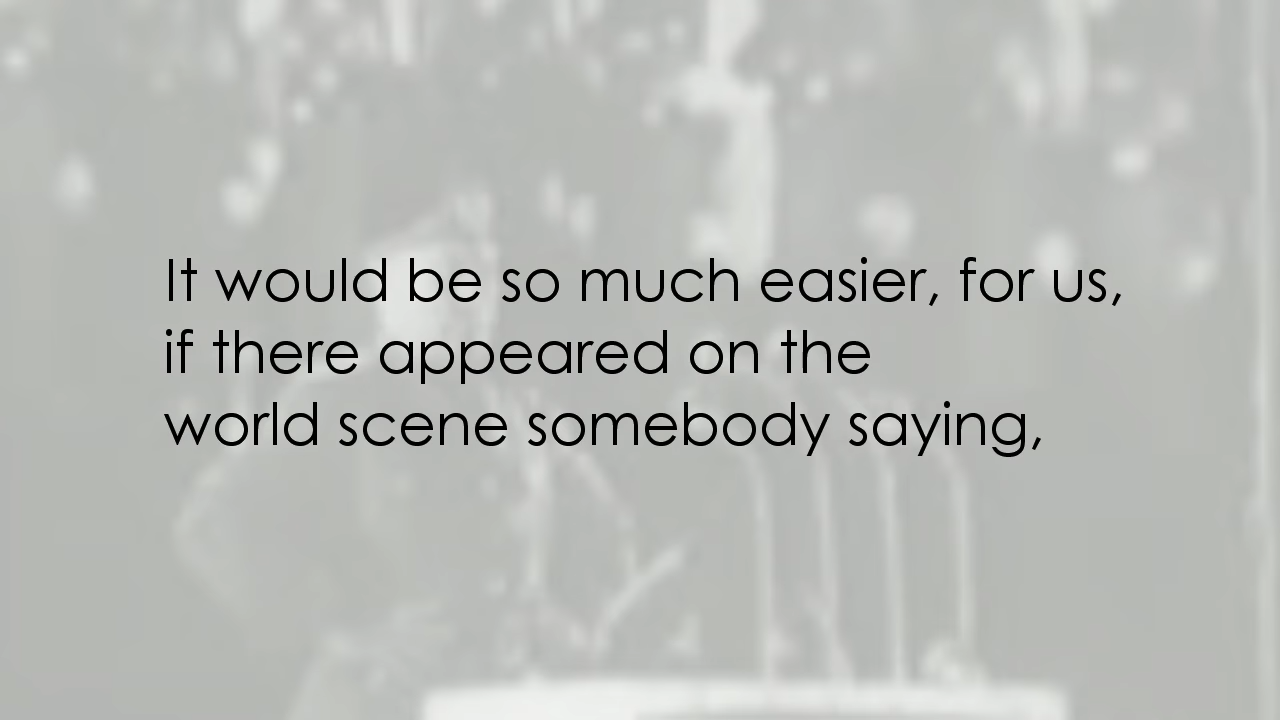 It would be so much easier, for us,
if there appeared on the
world scene somebody saying,